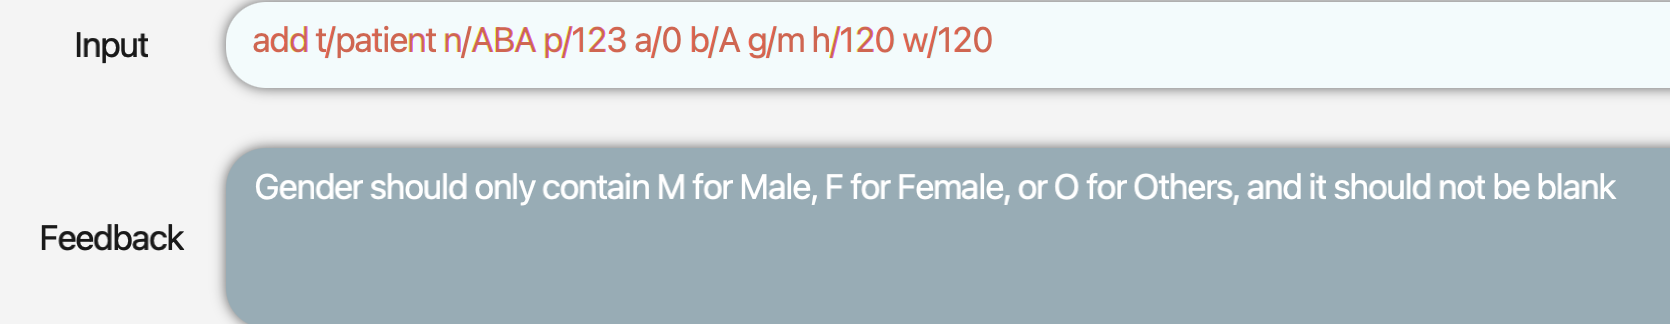 Input
add t/patient n/ABA p/123 a/0 b/A g/m h/120 w/120
Feedback
Gender should only contain M for Male, F for Female, or O for Others, and it should not be blank